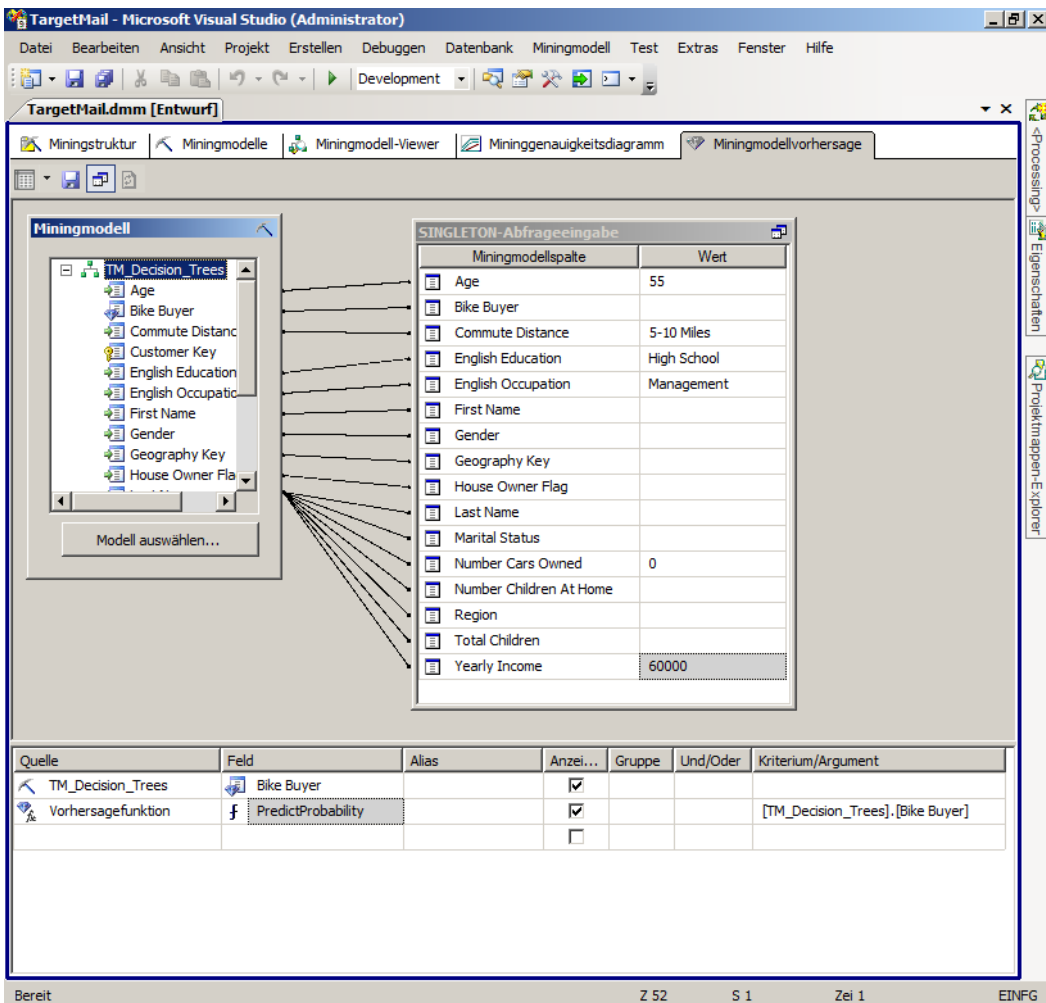 TargetMail - Microsoft Visual Studio (Administrator)
Datei Bearbeiten Ansicht Projekt Erstellen Debuggen Datenbank Miningmodell Test Extras Fenster Hilfe
Development
TargetMail.dmm [Entwurf]
Miningstruktur Miningmodelle Miningmodell-Viewer Mininggenauigkeitsdiagramm Miningmodellvorhersage
Miningmodell
TM_Decision_Trees
Age
Bike Buyer
Commute Distanc
Customer Key
English Education
English Occupatio
First Name
Gender
Geography Key
House Owner Fla
Modell auswählen...
SINGLETON-Abfrageeingabe
Miningmodellspalte Wert
Age 55
Bike Buyer
Commute Distance 5-10 Miles
English Education High School
English Occupation Management
First Name
Gender
Geography Key
House Owner Flag
Last Name
Marital Status
Number Cars Owned 0
Number Children At Home
Region
Total Children
Yearly Income 60000
Quelle Feld Alias Anzei... Gruppe Und/Oder Kriterium/Argument
TM_Decision_Trees Bike Buyer
Vorhersagefunktion PredictProbability [TM_Decision_Trees].[Bike Buyer]
<Processing>
Eigenschaften
Projektmappen-Explorer
Bereit Z 52 S 1 Zei 1 EINFG